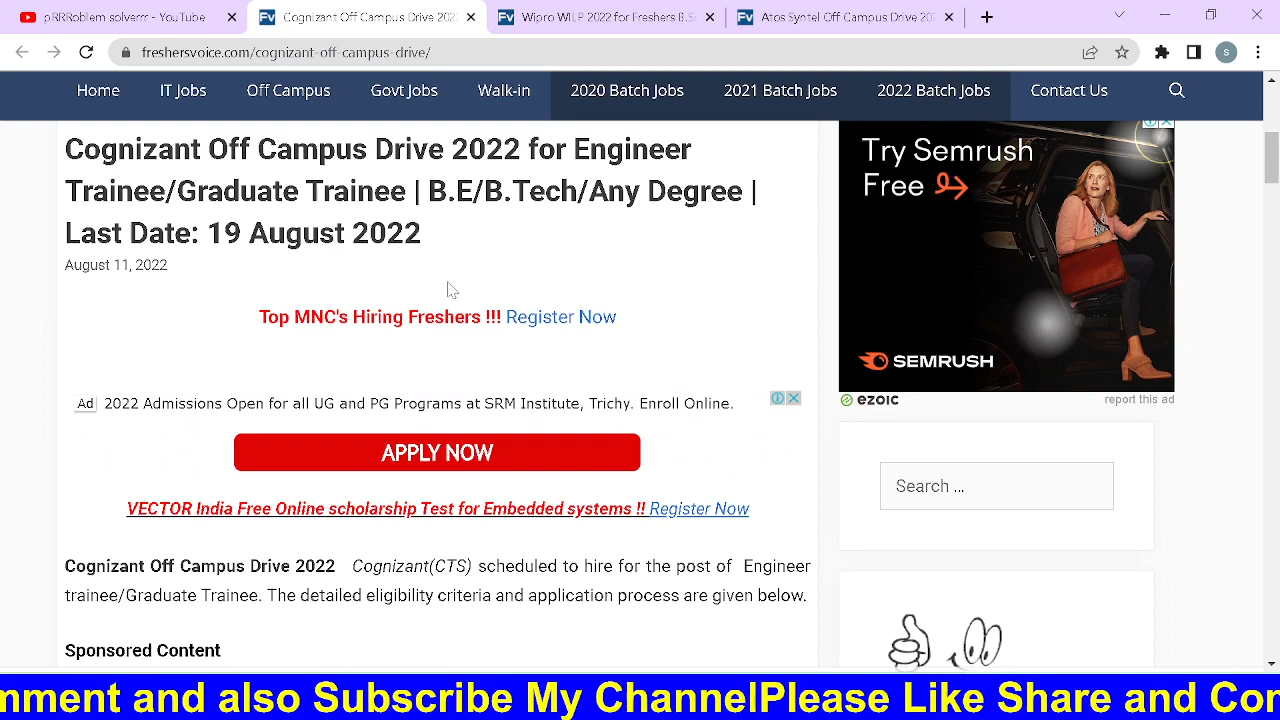 ERRRoblem solverr - YouTube
Cognizant Off Campus Drive 202
Wipro WILP 2022 for Freshers B.S
Atos Syntel Off Campus Drive 20
freshersvoice.com/cognizant-off-campus-drive/
S
Home IT Jobs Off Campus Govt Jobs Walk-in 2020 Batch Jobs 2021 Batch Jobs 2022 Batch Jobs Contact Us
Cognizant Off Campus Drive 2022 for Engineer
Trainee/Graduate Trainee | B.E/B.Tech/Any Degree |
Last Date: 19 August 2022
August 11, 2022
Top MNC's Hiring Freshers !!! Register Now
Ad 2022 Admissions Open for all UG and PG Programs at SRM Institute, Trichy. Enroll Online.
APPLY NOW
VECTOR India Free Online scholarship Test for Embedded systems !! Register Now
Cognizant Off Campus Drive 2022 Cognizant(CTS) scheduled to hire for the post of Engineer
trainee/Graduate Trainee. The detailed eligibility criteria and application process are given below.
Sponsored Content
Try Semrush
Free
SEMRUSH
ezoic
report this ad
Search ...
mment and also Subscribe My ChannelPlease Like Share and Con